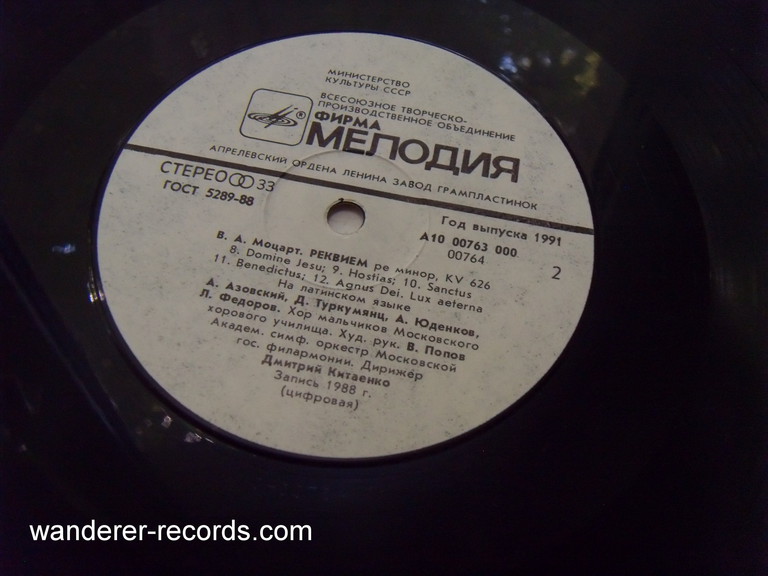 МИНИСТЕРСТВО
КУЛЬТУРЫ СССР
ВСЕСОЮЗНОЕ ТВОРЧЕСКО-
ПРОИЗВОДСТВЕННОЕ ОБЪЕДИНЕНИЕ
®
ФИРМА
МЕЛОДИЯ
АПРЕЛЕВСКИЙ ОРДЕНА ЛЕНИНА ЗАВОД ГРАМПЛАСТИНОК
СТЕРЕО 33
ГОСТ 5289-88
Год выпуска 1991
А10 00763 000
00764
2
В. А. Моцарт. РЕКВИЕМ ре минор, KV 626
8. Domine Jesu; 9. Hostias; 10. Sanctus
11. Benedictus; 12. Agnus Dei. Lux aeterna
На латинском языке
А. Азовский, Д. Туркумянц, А. Юденков,
Л. Федоров. Хор мальчиков Московского
хорового училища. Худ. рук. В. Попов
Академ. симф. оркестр Московской
гос. филармонии. Дирижёр
Дмитрий Китаенко
Запись 1988 г.
(цифровая)
wanderer-records.com